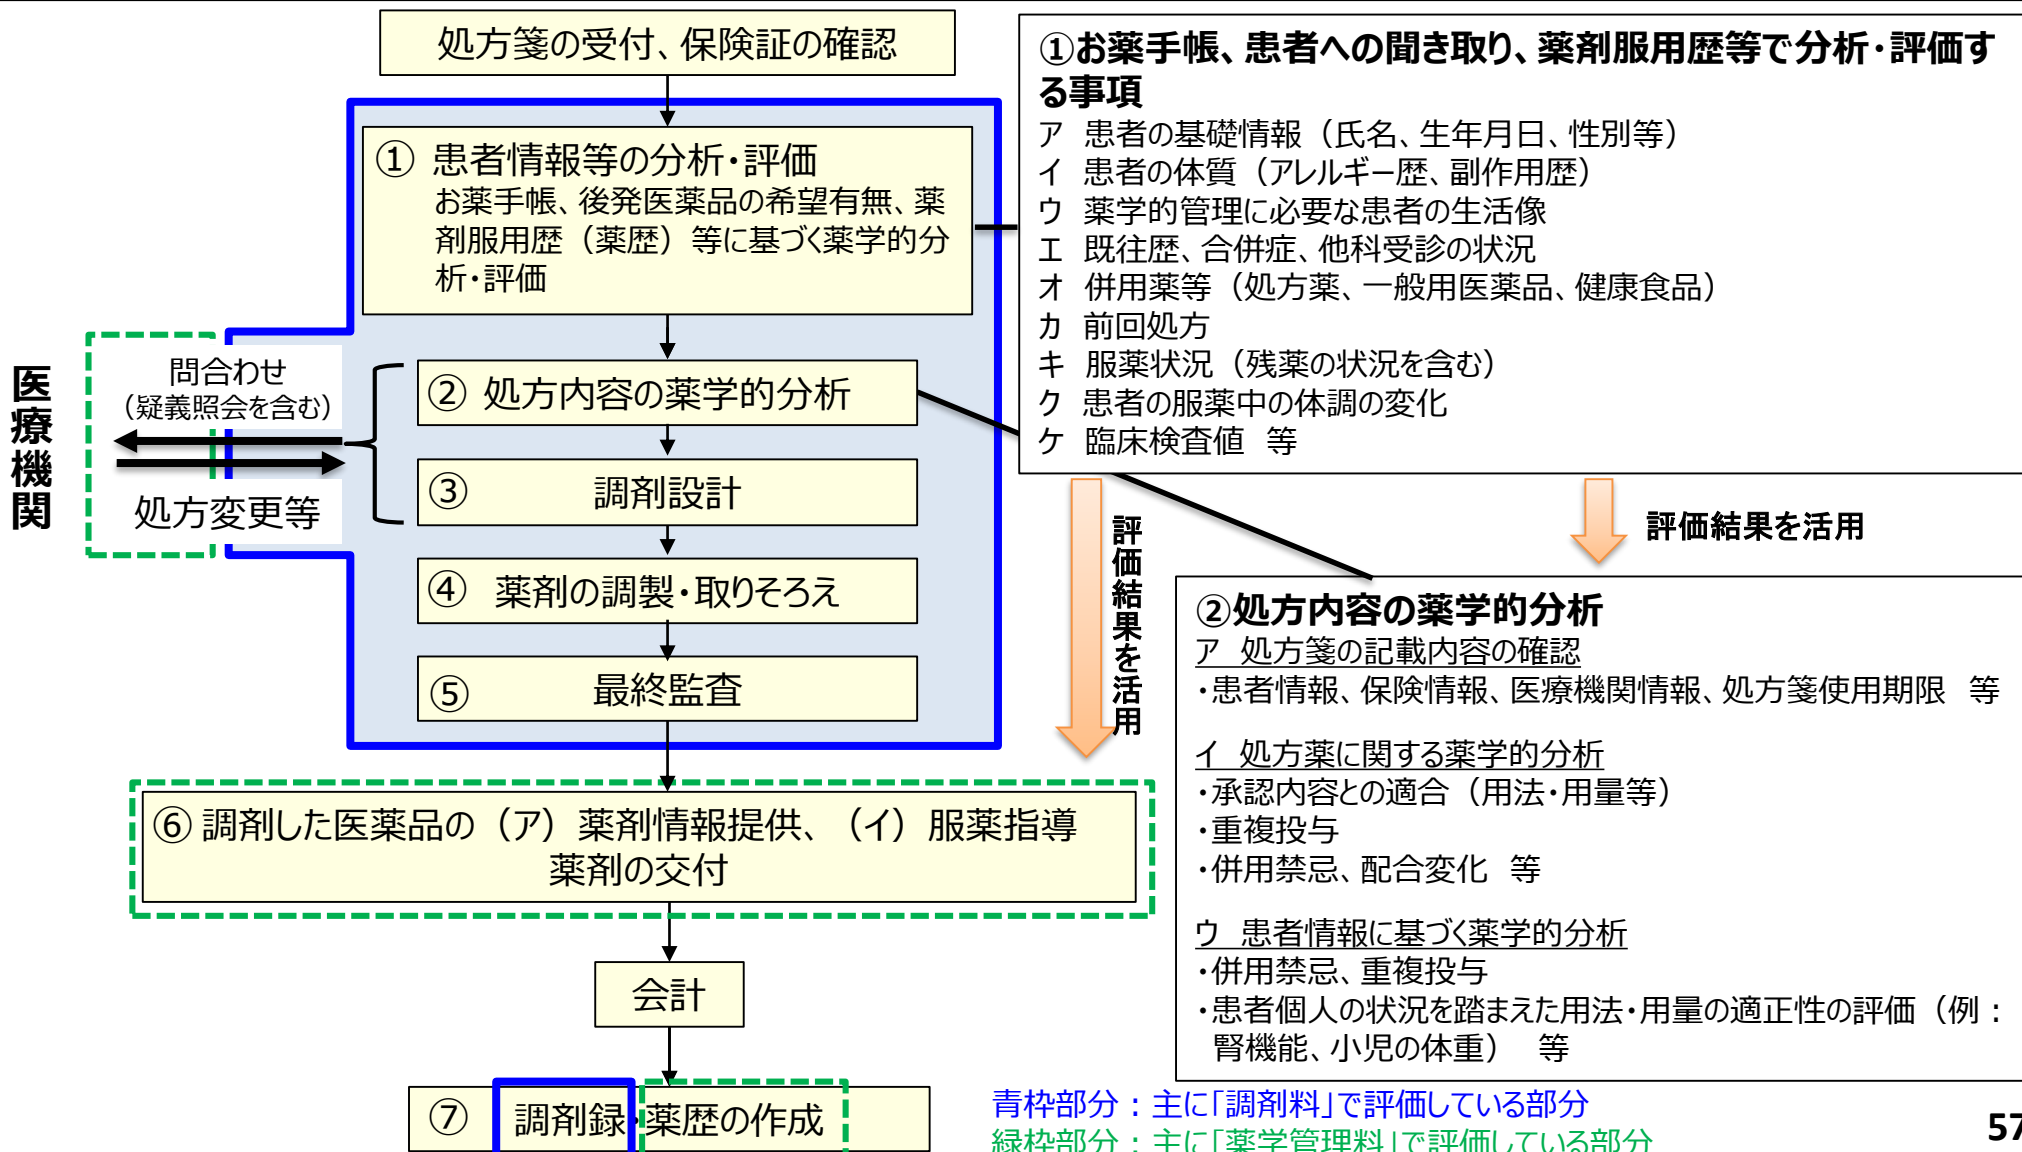 処方箋の受付、保険証の確認
① 患者情報等の分析・評価
お薬手帳、後発医薬品の希望有無、薬
剤服用歴（薬歴）等に基づく薬学的分
析・評価
医療機関
問合わせ
（疑義照会を含む）
処方変更等
② 処方内容の薬学的分析
③ 調剤設計
④ 薬剤の調製・取りそろえ
⑤ 最終監査
⑥ 調剤した医薬品の（ア）薬剤情報提供、（イ）服薬指導
薬剤の交付
会計
⑦ 調剤録・薬歴の作成
①お薬手帳、患者への聞き取り、薬剤服用歴等で分析・評価す
る事項
ア 患者の基礎情報（氏名、生年月日、性別等）
イ 患者の体質（アレルギー歴、副作用歴）
ウ 薬学的管理に必要な患者の生活像
エ 既往歴、合併症、他科受診の状況
オ 併用薬等（処方薬、一般用医薬品、健康食品）
カ 前回処方
キ 服薬状況（残薬の状況を含む）
ク 患者の服薬中の体調の変化
ケ 臨床検査値 等
評価結果を活用
評価結果を活用
②処方内容の薬学的分析
ア 処方箋の記載内容の確認
・患者情報、保険情報、医療機関情報、処方箋使用期限 等
イ 処方薬に関する薬学的分析
・承認内容との適合（用法・用量等）
・重複投与
・併用禁忌、配合変化 等
ウ 患者情報に基づく薬学的分析
・併用禁忌、重複投与
・患者個人の状況を踏まえた用法・用量の適正性の評価（例：
腎機能、小児の体重） 等
青枠部分：主に「調剤料」で評価している部分
緑枠部分：主に「薬学管理料」で評価している部分
57